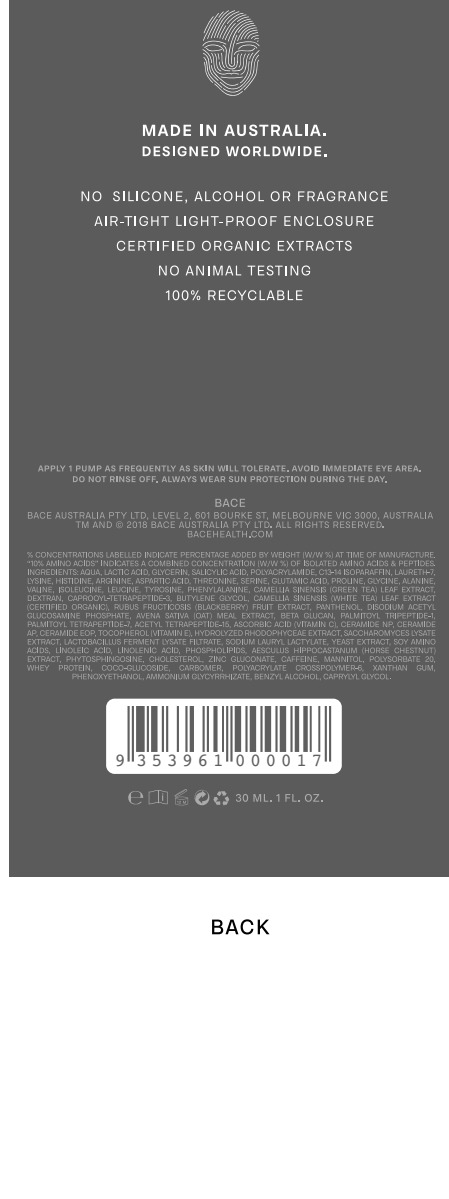 MADE IN AUSTRALIA.
DESIGNED WORLDWIDE.
NO SILICONE, ALCOHOL OR FRAGRANCE
AIR-TIGHT LIGHT-PROOF ENCLOSURE
CERTIFIED ORGANIC EXTRACTS
NO ANIMAL TESTING
100% RECYCLABLE
APPLY 1 PUMP AS FREQUENTLY AS SKIN WILL TOLERATE. AVOID IMMEDIATE EYE AREA.
DO NOT RINSE OFF. ALWAYS WEAR SUN PROTECTION DURING THE DAY.
BACE
BACE AUSTRALIA PTY LTD, LEVEL 2, 601 BOURKE ST, MELBOURNE VIC 3000, AUSTRALIA
TM AND © 2018 BACE AUSTRALIA PTY LTD. ALL RIGHTS RESERVED.
BACEHEALTH.COM
% CONCENTRATIONS LABELLED INDICATE PERCENTAGE ADDED BY WEIGHT (W/W %) AT TIME OF MANUFACTURE.
"10% AMINO ACIDS" INDICATES A COMBINED CONCENTRATION (W/W %) OF ISOLATED AMINO ACIDS & PEPTIDES.
INGREDIENTS: AQUA, LACTIC ACID, GLYCERIN, SALICYLIC ACID, POLYACRYLAMIDE, C13-14 ISOPARAFFIN, LAURETH-7,
LYSINE, HISTIDINE, ARGININE, ASPARTIC ACID, THREONINE, SERINE, GLUTAMIC ACID, PROLINE, GLYCINE, ALANINE,
VALINE, ISOLEUCINE, LEUCINE, TYROSINE, PHENYLALANINE, CAMELLIA SINENSIS (GREEN TEA) LEAF EXTRACT,
DEXTRAN, CAPROOYL-TETRAPEPTIDE-3, BUTYLENE GLYCOL, CAMELLIA SINENSIS (WHITE TEA) LEAF EXTRACT
(CERTIFIED ORGANIC), RUBUS FRUCTICOSIS (BLACKBERRY) FRUIT EXTRACT, PANTHENOL, DISODIUM ACETYL
GLUCOSAMINE PHOSPHATE, AVENA SATIVA (OAT) MEAL EXTRACT, BETA GLUCAN, PALMITOYL TRIPEPTIDE-1,
PALMITOYL TETRAPEPTIDE-7, ACETYL TETRAPEPTIDE-15, ASCORBIC ACID (VITAMIN C), CERAMIDE NP, CERAMIDE
AP, CERAMIDE EOP, TOCOPHEROL (VITAMIN E), HYDROLYZED RHODOPHYCEAE EXTRACT, SACCHAROMYCES LYSATE
EXTRACT, LACTOBACILLUS FERMENT LYSATE FILTRATE, SODIUM LAURYL LACTYLATE, YEAST EXTRACT, SOY AMINO
ACIDS, LINOLEIC ACID, LINOLENIC ACID, PHOSPHOLIPIDS, AESCULUS HIPPOCASTANUM (HORSE CHESTNUT)
EXTRACT, PHYTOSPHINGOSINE, CHOLESTEROL, ZINC GLUCONATE, CAFFEINE, MANNITOL, POLYSORBATE 20,
WHEY PROTEIN, COCO-GLUCOSIDE, CARBOMER, POLYACRYLATE CROSSPOLYMER-6, XANTHAN GUM,
PHENOXYETHANOL, AMMONIUM GLYCYRRHIZATE, BENZYL ALCOHOL, CAPRYLYL GLYCOL.
9 353961 000017
30 ML. 1 FL. OZ.
BACK